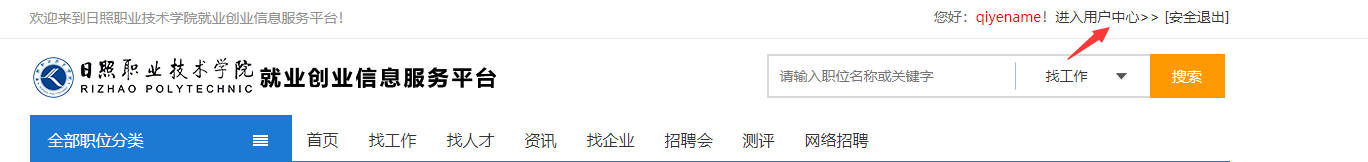 欢迎来到日照职业技术学院就业创业信息服务平台！
您好：qiyename！进入用户中心>> [安全退出]
日照职业技术学院
RIZHAO POLYTECHNIC
就业创业信息服务平台
请输入职位名称或关键字 找工作 搜索
全部职位分类 首页 找工作 找人才 资讯 找企业 招聘会 测评 网络招聘